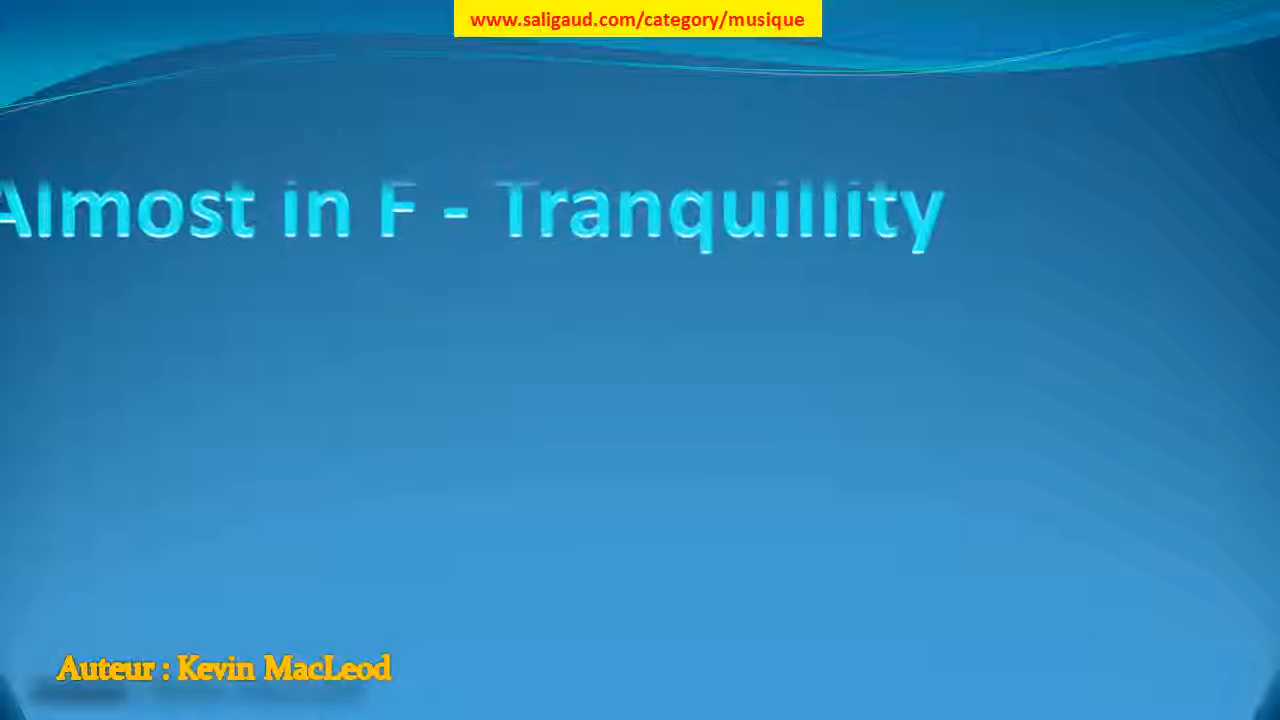 www.saligaud.com/category/musique
Almost in F - Tranquillity
Auteur : Kevin MacLeod